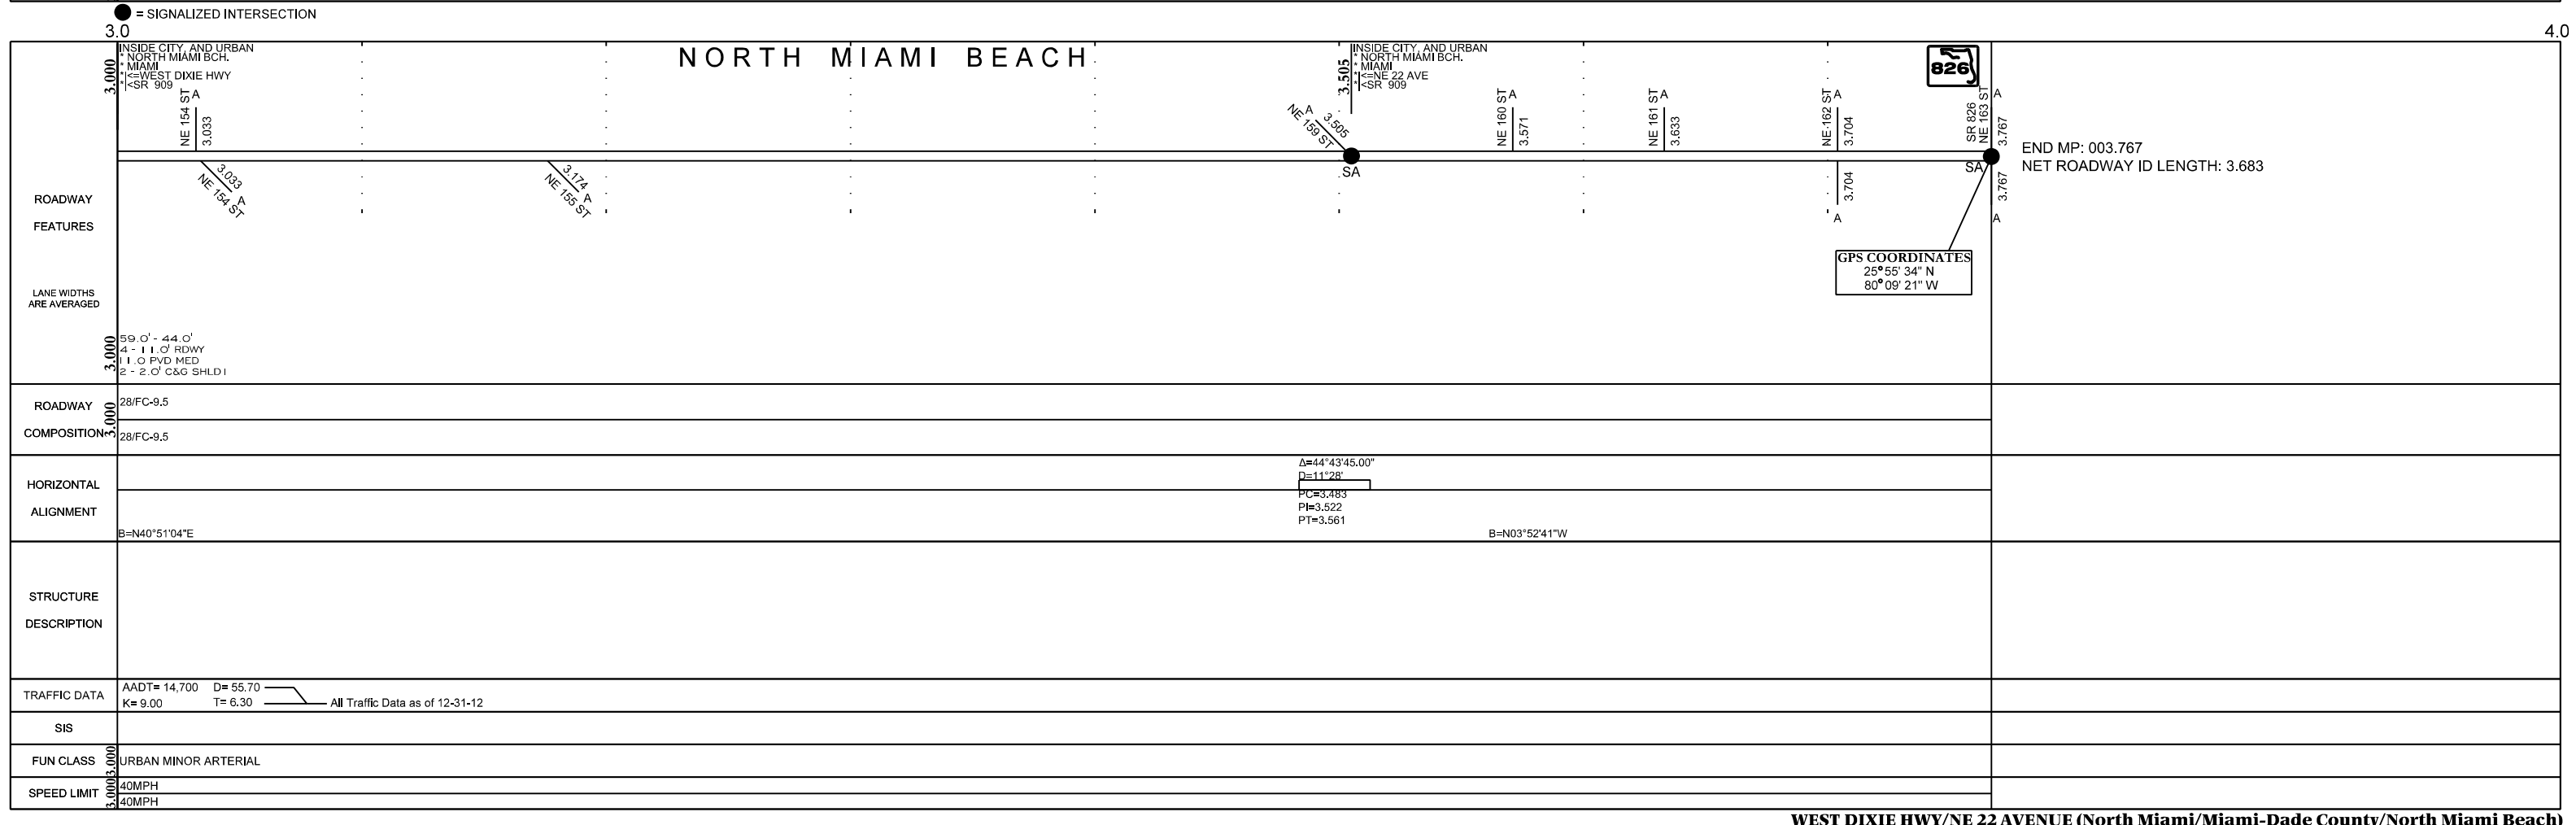 = SIGNALIZED INTERSECTION
3.0
4.0
3.000
INSIDE CITY, AND URBAN
* NORTH MIAMI BCH.
* MIAMI
*|<=WEST DIXIE HWY
*|<SR 909
NORTH MIAMI BEACH
3.505
INSIDE CITY, AND URBAN
* NORTH MIAMI BCH.
* MIAMI
*|<=NE 22 AVE
*|<SR 909
826
NE 154 ST
A
3.033
A
3.505
NE 159 ST
NE 160 ST
A
3.571
NE 161 ST
A
3.633
NE 162 ST
A
3.704
SR 826
NE 163 ST
A
3.767
3.033
A
NE 154 ST
3.174
A
NE 155 ST
SA
3.704
A
SA
3.767
A
END MP: 003.767
NET ROADWAY ID LENGTH: 3.683
ROADWAY
FEATURES
GPS COORDINATES
25° 55' 34" N
80° 09' 21" W
LANE WIDTHS
ARE AVERAGED
3.000
59.0' - 44.0'
4 - 11.0' RDWY
11.0 PVD MED
2 - 2.0' C&G SHLD1
ROADWAY
COMPOSITION
3.000
28/FC-9.5
28/FC-9.5
HORIZONTAL
ALIGNMENT
Δ=44°43'45.00"
D=11°28'
PC=3.483
PI=3.522
PT=3.561
B=N40°51'04"E
B=N03°52'41"W
STRUCTURE
DESCRIPTION
TRAFFIC DATA
AADT= 14,700 D= 55.70
K= 9.00 T= 6.30
All Traffic Data as of 12-31-12
SIS
FUN CLASS
3.000
URBAN MINOR ARTERIAL
SPEED LIMIT
3.000
40MPH
40MPH
WEST DIXIE HWY/NE 22 AVENUE (North Miami/Miami-Dade County/North Miami Beach)